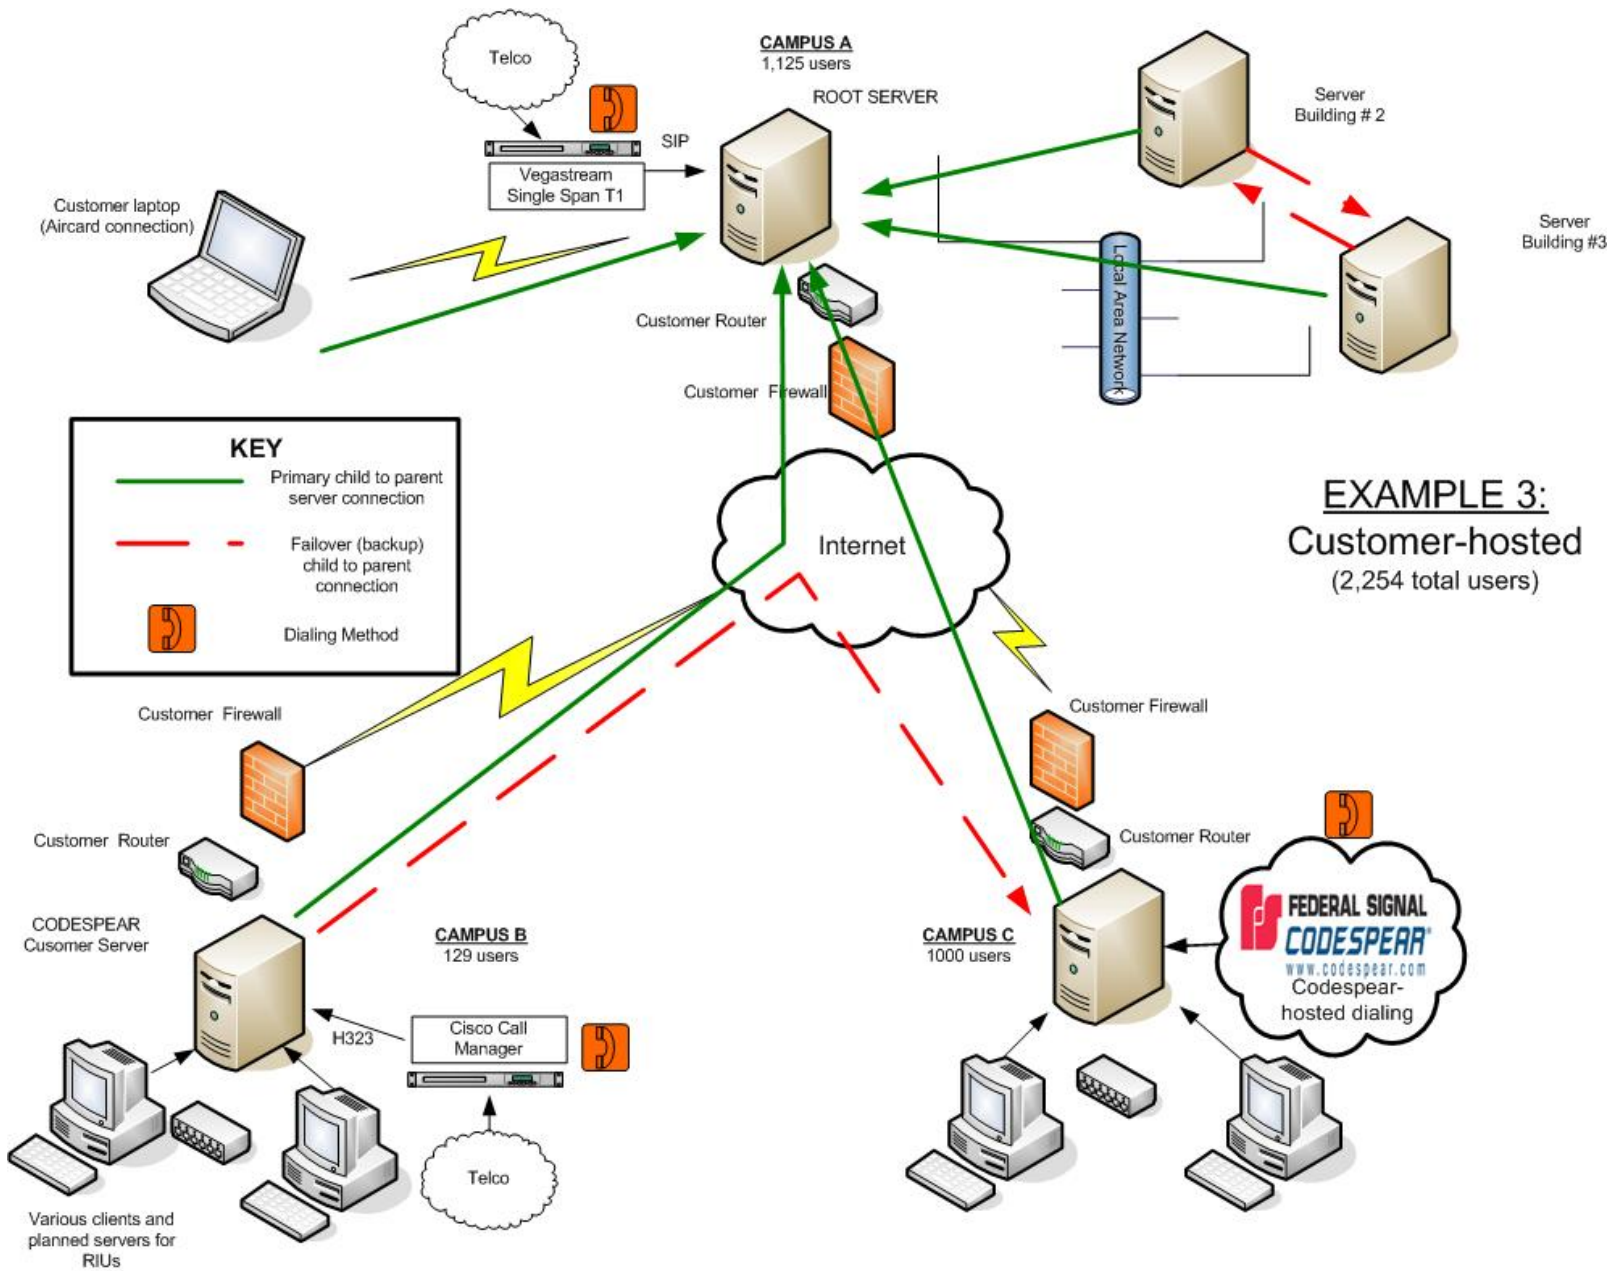 Telco
CAMPUS A
1,125 users
ROOT SERVER
SIP
Vegastream
Single Span T1
Server
Building # 2
Server
Building #3
Customer laptop
(Aircard connection)
Local Area Network
Customer Router
Customer Firewall
KEY
Primary child to parent
server connection
Failover (backup)
child to parent
connection
Dialing Method
Internet
EXAMPLE 3:
Customer-hosted
(2,254 total users)
Customer Firewall
Customer Router
CODESPEAR
Cusomer Server
CAMPUS B
129 users
H323
Cisco Call
Manager
Telco
Various clients and
planned servers for
RIUs
Customer Firewall
Customer Router
CAMPUS C
1000 users
FEDERAL SIGNAL
CODESPEAR®
www.codespear.com
Codespear-
hosted dialing